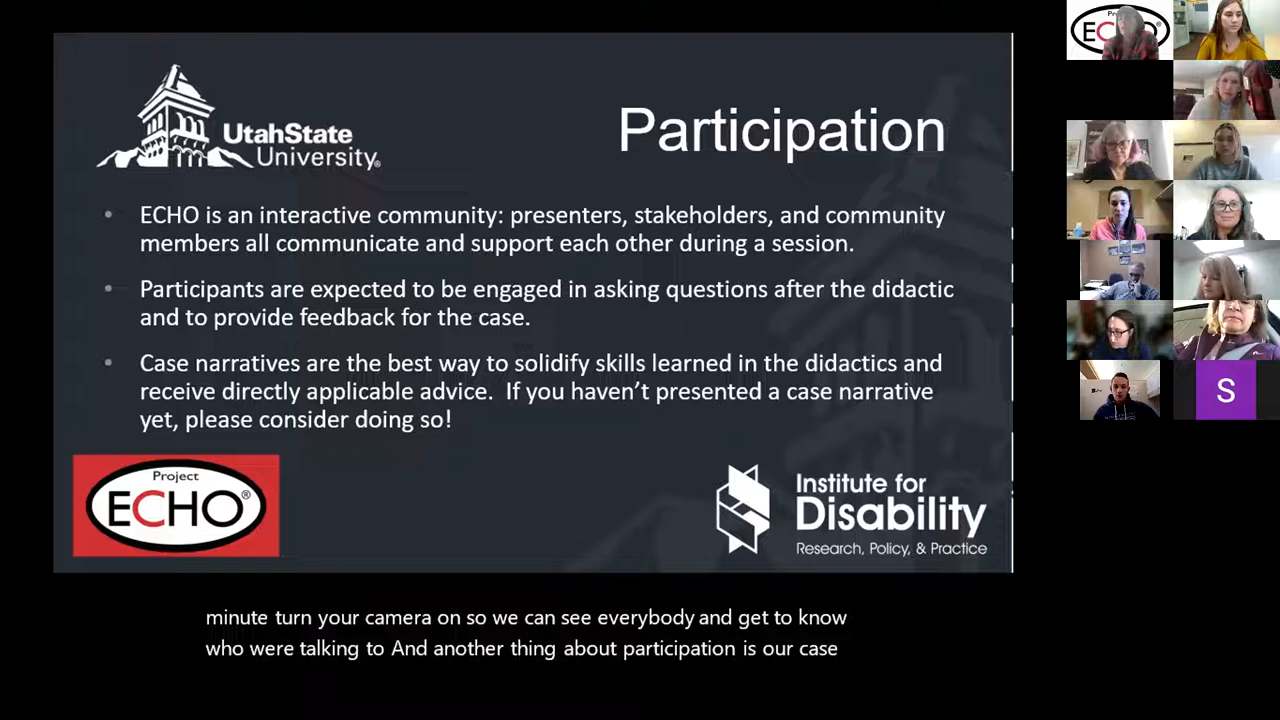 UtahState
University®
Participation
• ECHO is an interactive community: presenters, stakeholders, and community
members all communicate and support each other during a session.
• Participants are expected to be engaged in asking questions after the didactic
and to provide feedback for the case.
• Case narratives are the best way to solidify skills learned in the didactics and
receive directly applicable advice.  If you haven’t presented a case narrative
yet, please consider doing so!
Project
ECHO®
Institute for
Disability
Research, Policy, & Practice
minute turn your camera on so we can see everybody and get to know
who were talking to And another thing about participation is our case
S